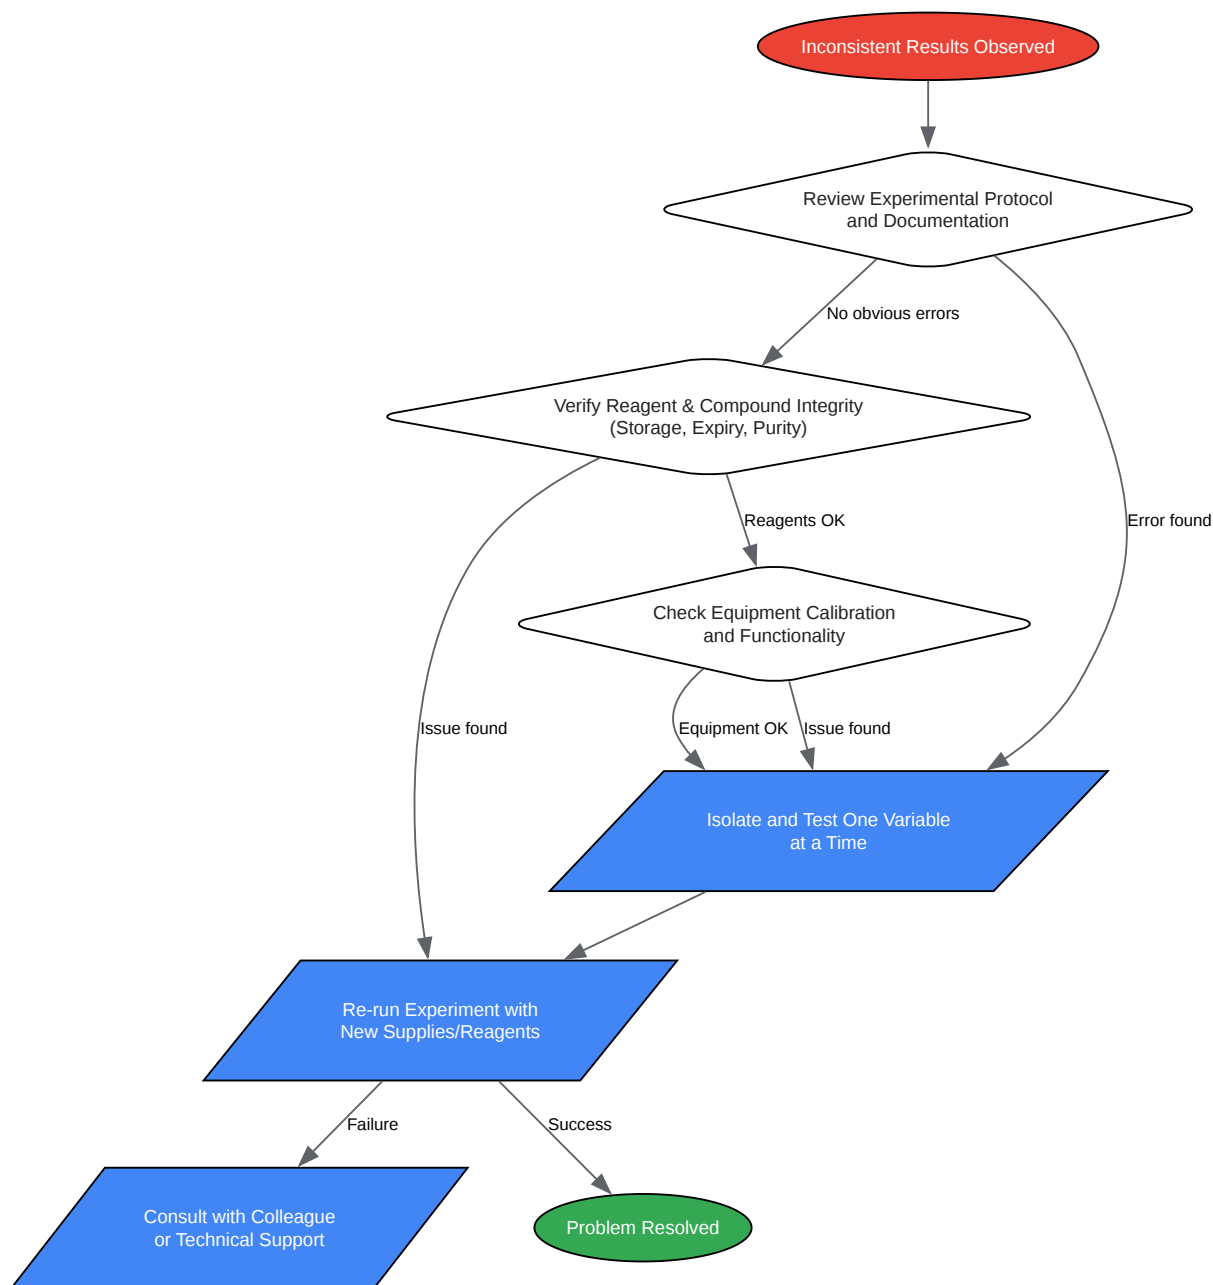 Inconsistent Results Observed
Review Experimental Protocol
and Documentation
No obvious errors
Verify Reagent & Compound Integrity
(Storage, Expiry, Purity)
Reagents OK
Error found
Check Equipment Calibration
and Functionality
Issue found
Equipment OK
Issue found
Isolate and Test One Variable
at a Time
Re-run Experiment with
New Supplies/Reagents
Failure
Success
Consult with Colleague
or Technical Support
Problem Resolved